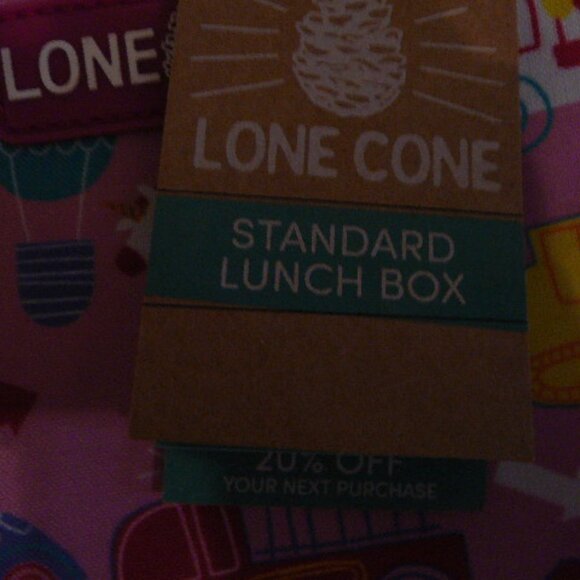 LONE
LONE CONE
STANDARD
LUNCH BOX
20% OFF
YOUR NEXT PURCHASE